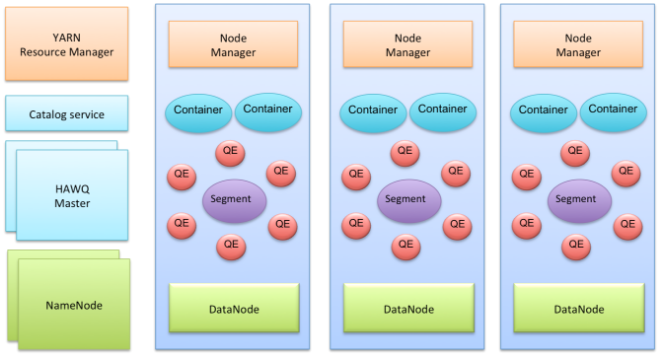 YARN
Resource Manager
Catalog service
HAWQ
Master
NameNode
Node
Manager
Container
Container
QE
QE
QE
Segment
QE
QE
QE
DataNode
Node
Manager
Container
Container
QE
QE
QE
Segment
QE
QE
QE
DataNode
Node
Manager
Container
Container
QE
QE
QE
Segment
QE
QE
QE
DataNode